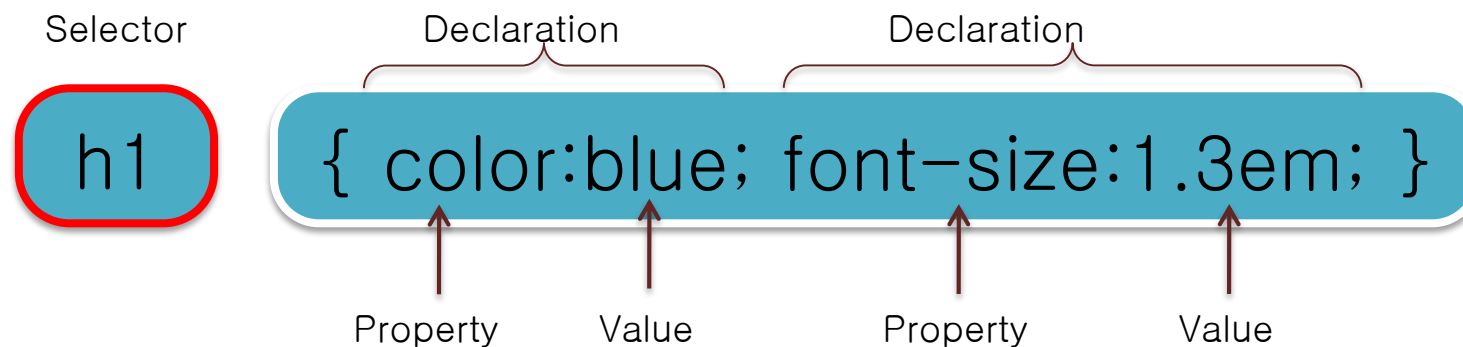 Selector Declaration Declaration
h1 { color:blue; font-size:1.3em; }
Property Value Property Value